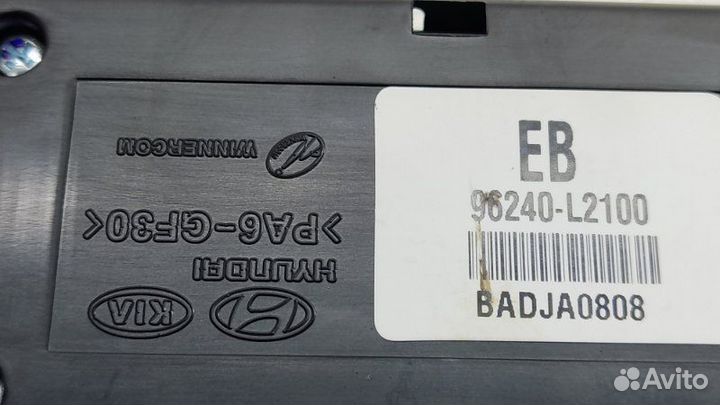 WINNERCOM
>PA6-GF30<
HYUNDAI
KIA
EB
96240-L2100
BADJA0808
Avito